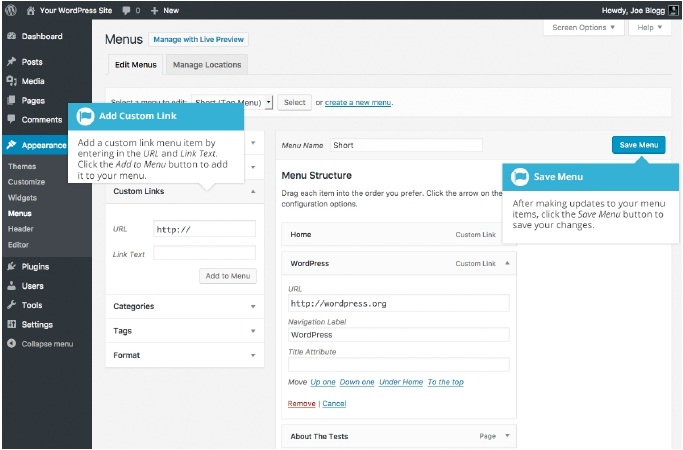 Your WordPress Site 0 + New Howdy, Joe Blogg
Screen Options ▼ Help ▼
Dashboard
Posts
Media
Pages
Comments
Appearance
Themes
Customize
Widgets
Menus
Header
Editor
Plugins
Users
Tools
Settings
Collapse menu
Menus Manage with Live Preview
Edit Menus Manage Locations
Select a menu to edit: Short (Top Menu) Select or create a new menu.
Add Custom Link
Add a custom link menu item by
entering in the URL and Link Text.
Click the Add to Menu button to add
it to your menu.
Custom Links
URL http://
Link Text
Add to Menu
Categories
Tags
Format
Menu Name Short Save Menu
Menu Structure
Drag each item into the order you prefer. Click the arrow on the
configuration options.
Save Menu
After making updates to your menu
items, click the Save Menu button to
save your changes.
Home Custom Link
WordPress Custom Link
URL
http://wordpress.org
Navigation Label
WordPress
Title Attribute
Move Up one Down one Under Home To the top
Remove | Cancel
About The Tests Page